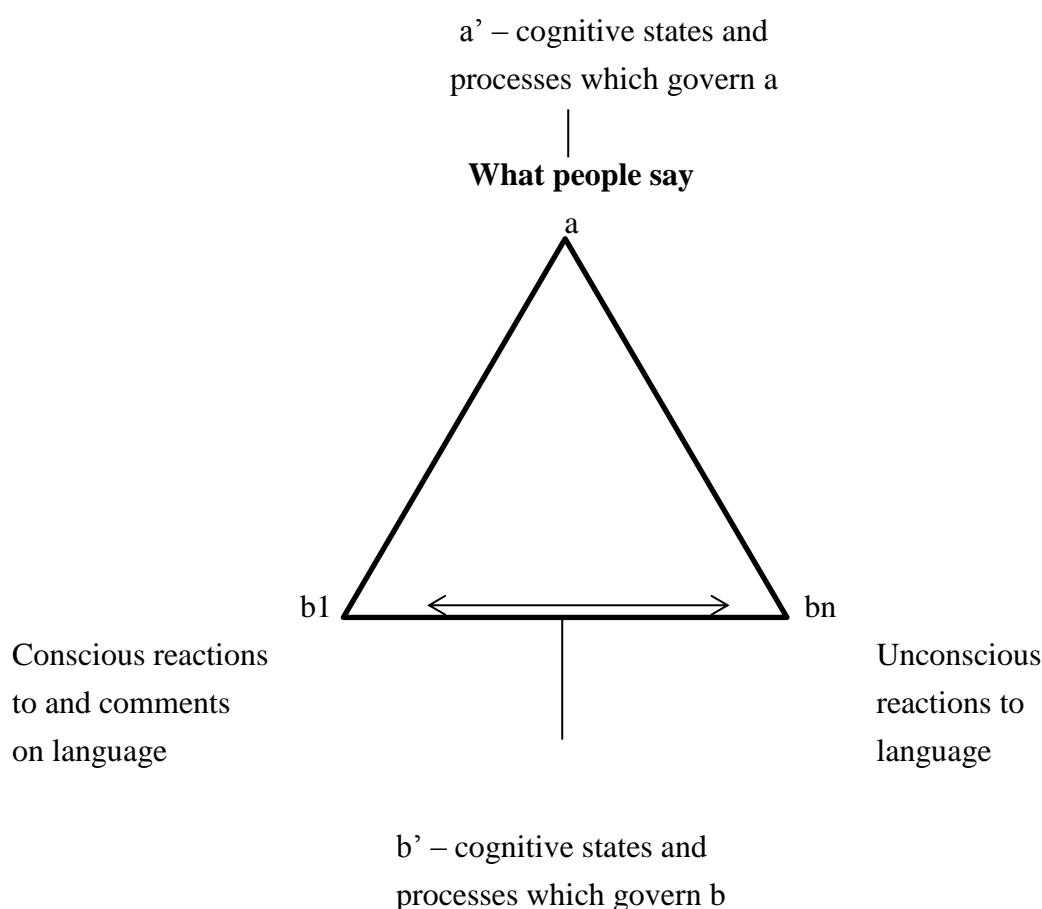 a’ – cognitive states and
processes which govern a
What people say
a
b1
bn
Conscious reactions
to and comments
on language
Unconscious
reactions to
language
b’ – cognitive states and
processes which govern b